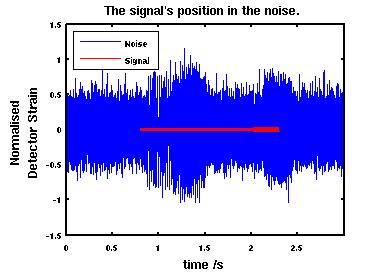 The signal's position in the noise.
Noise
Signal
Normalised
Detector Strain
1.5
1
0.5
0
-0.5
-1
-1.5
0
0.5
1
1.5
2
2.5
time /s